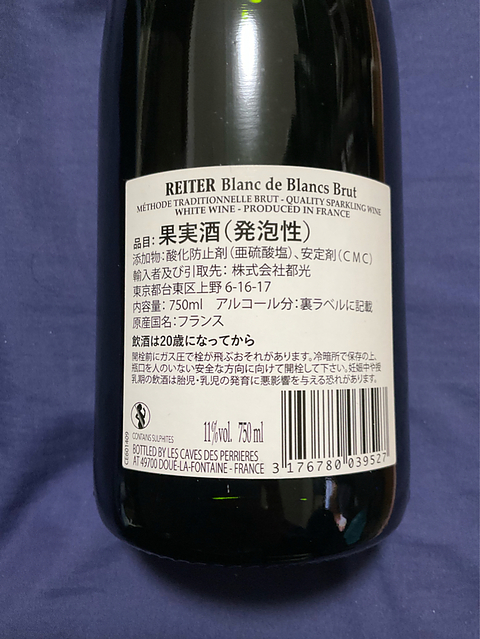 REITER Blanc de Blancs Brut
MÉTHODE TRADITIONNELLE BRUT - QUALITY SPARKLING WINE
WHITE WINE - PRODUCED IN FRANCE
品目：果実酒（発泡性）
添加物：酸化防止剤（亜硫酸塩）、安定剤（ＣＭＣ）
輸入者及び引取先：株式会社都光
東京都台東区上野 6-16-17
内容量：750ml　アルコール分：裏ラベルに記載
原産国名：フランス
飲酒は20歳になってから
開栓前にガス圧で栓が飛ぶおそれがあります。冷暗所で保存の上、
瓶口を人のいない安全な方向に向けて開栓して下さい。妊娠中や授
乳期の飲酒は胎児・乳児の発育に悪影響を与える恐れがあります。
CE601409
CONTAINS SULPHITES
11%vol. 750 ml
BOTTLED BY LES CAVES DES PERRIERES
AT 49700 DOUÉ-LA-FONTAINE - FRANCE
3 176780 039527